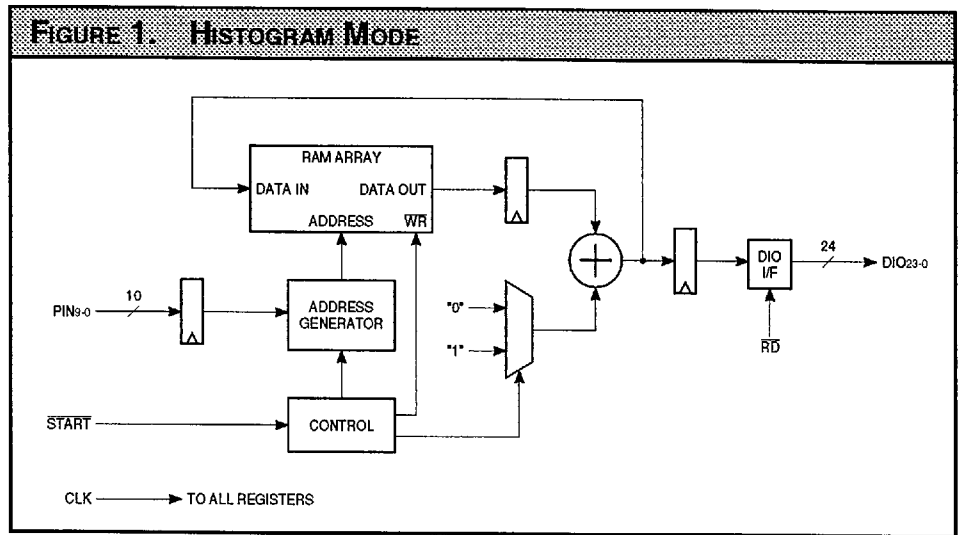 FIGURE 1. HISTOGRAM MODE
RAM ARRAY
DATA IN DATA OUT
ADDRESS WR
PIN9-0
10
ADDRESS
GENERATOR
"0"
"1"
DIO
I/F
24
DIO23-0
RD
START
CONTROL
CLK TO ALL REGISTERS